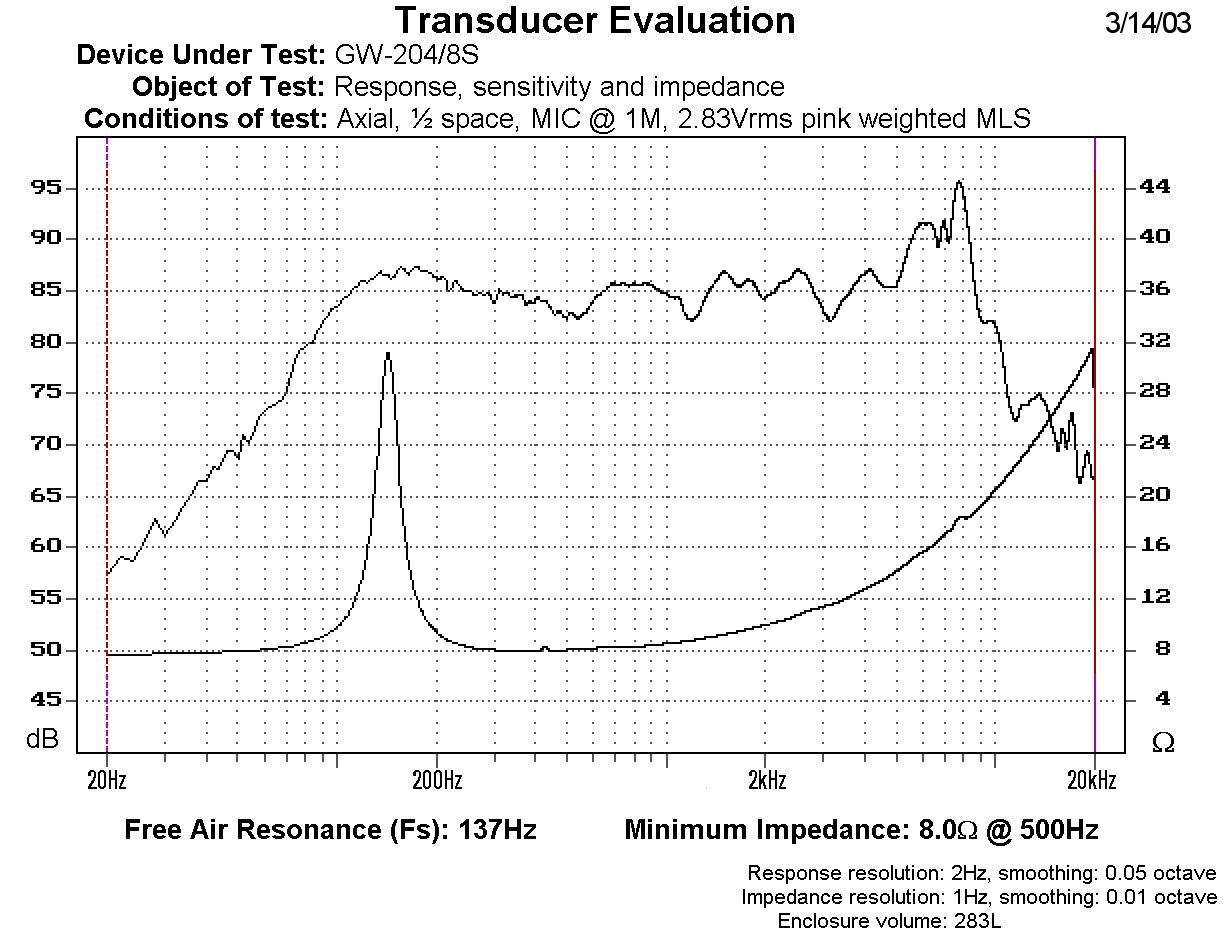 Transducer Evaluation
3/14/03
Device Under Test: GW-204/8S
Object of Test: Response, sensitivity and impedance
Conditions of test: Axial, ½ space, MIC @ 1M, 2.83Vrms pink weighted MLS
95 44
90 40
85 36
80 32
75 28
70 24
65 20
60 16
55 12
50 8
45 4
dB Ω
20Hz 200Hz 2kHz 20kHz
Free Air Resonance (Fs): 137Hz Minimum Impedance: 8.0Ω @ 500Hz
Response resolution: 2Hz, smoothing: 0.05 octave
Impedance resolution: 1Hz, smoothing: 0.01 octave
Enclosure volume: 283L